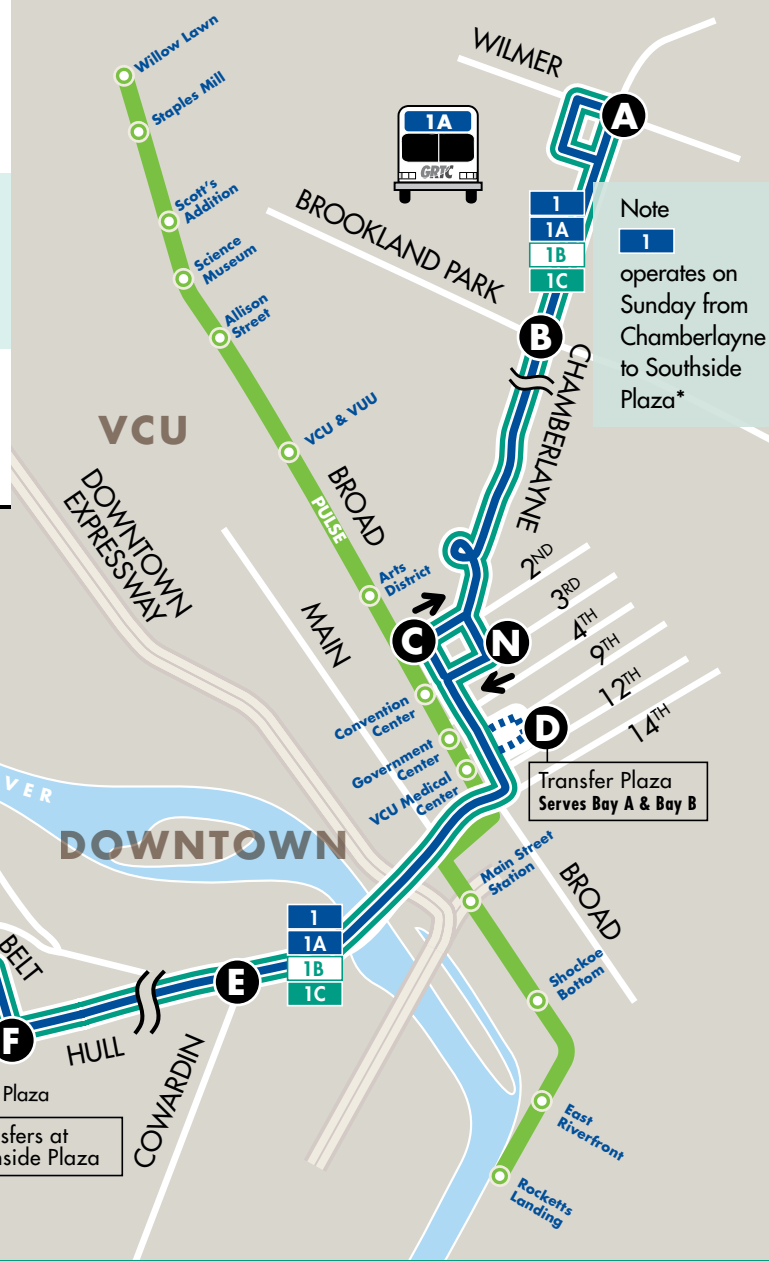 Willow Lawn
Staples Mill
Scott's
Addition
Science
Museum
Allison
Street
VCU & VUU
WILMER
A
1A
GRTC
BROOKLAND PARK
1
1A
1B
1C
B
Note
1
operates on
Sunday from
Chamberlayne
to Southside
Plaza*
CHAMBERLAYNE
VCU
DOWNTOWN
EXPRESSWAY
BROAD
PULSE
MAIN
Arts
District
2ND
3RD
4TH
9TH
12TH
14TH
C
N
D
Convention
Center
Government
Center
VCU Medical
Center
Transfer Plaza
Serves Bay A & Bay B
VER
DOWNTOWN
Main Street
Station
BROAD
1
1A
1B
1C
BELT
E
F
HULL
COWARDIN
Shockoe
Bottom
Plaza
sfers at
side Plaza
East
Riverfront
Rocketts
Landing